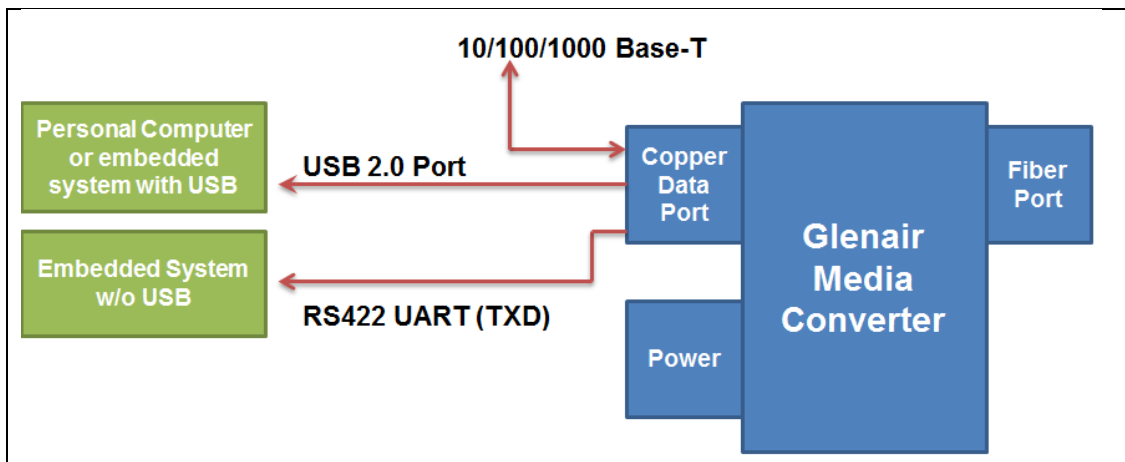 10/100/1000 Base-T
Personal Computer
or embedded
system with USB
USB 2.0 Port
Copper
Data
Port
Fiber
Port
Glenair
Media
Converter
Embedded System
w/o USB
RS422 UART (TXD)
Power